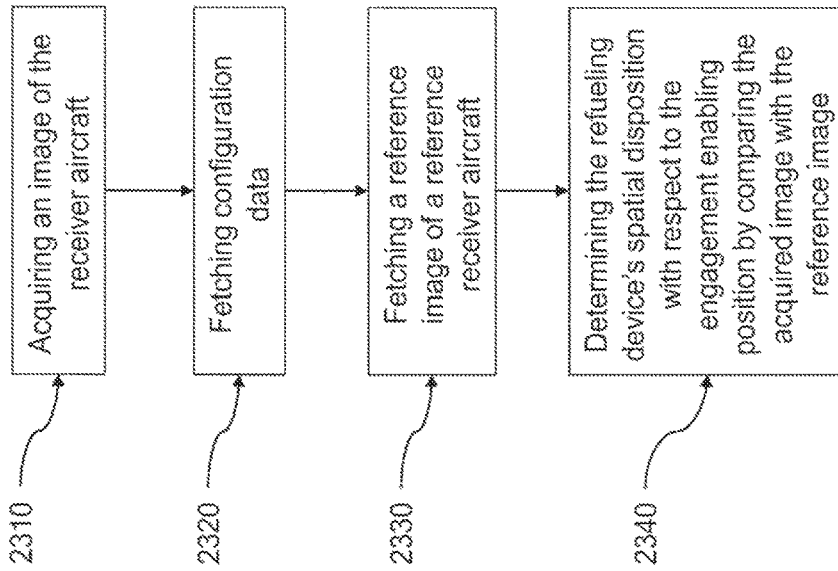 2310
Acquiring an image of the
receiver aircraft
2320
Fetching configuration
data
2330
Fetching a reference
image of a reference
receiver aircraft
2340
Determining the refueling
device's spatial disposition
with respect to the
engagement enabling
position by comparing the
acquired image with the
reference image